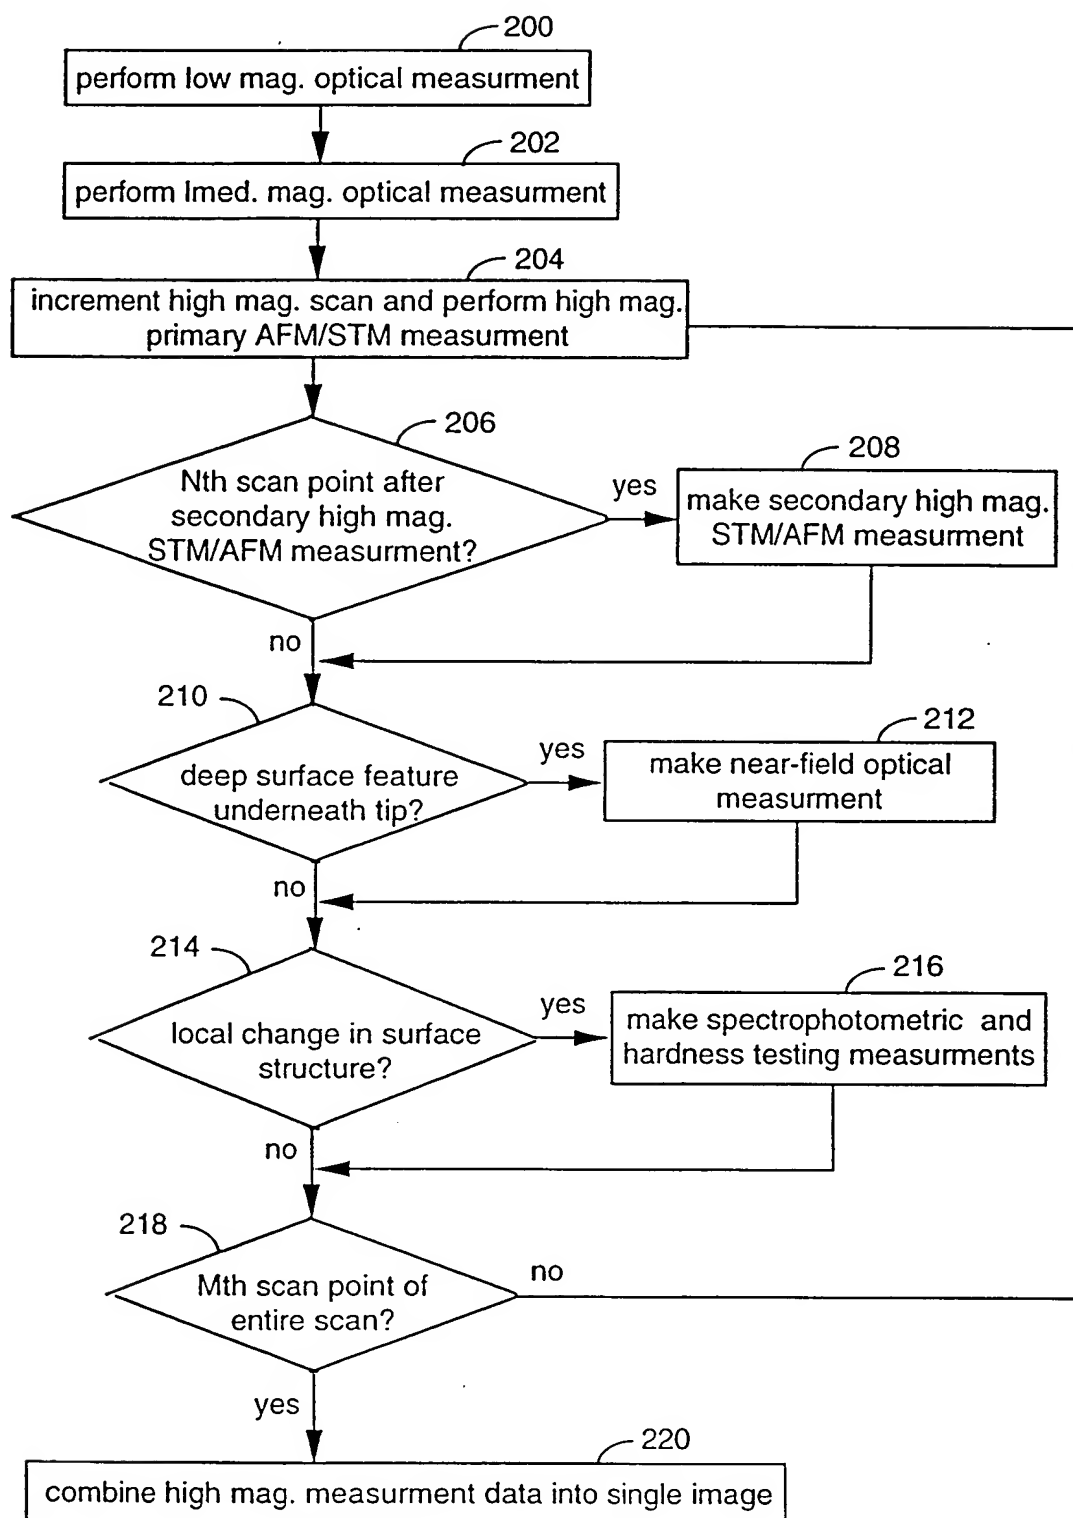 200
perform low mag. optical measurment
202
perform Imed. mag. optical measurment
204
increment high mag. scan and perform high mag.
primary AFM/STM measurment
206
Nth scan point after
secondary high mag.
STM/AFM measurment?
yes
208
make secondary high mag.
STM/AFM measurment
no
210
deep surface feature
underneath tip?
yes
212
make near-field optical
measurment
no
214
local change in surface
structure?
yes
216
make spectrophotometric and
hardness testing measurments
no
218
Mth scan point of
entire scan?
no
yes
220
combine high mag. measurment data into single image